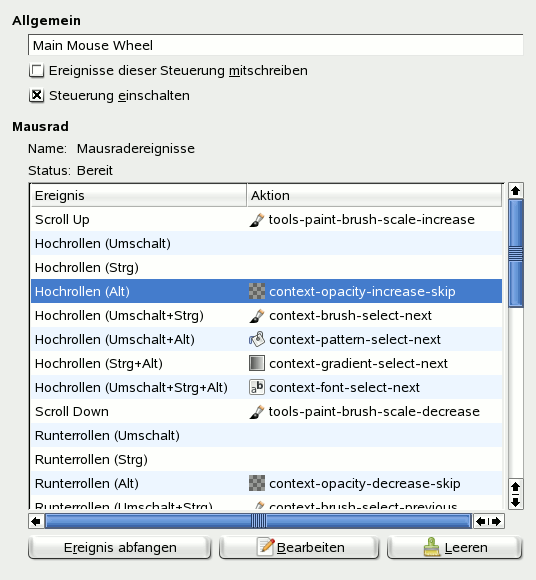 Allgemein
Main Mouse Wheel
Ereignisse dieser Steuerung mitschreiben
Steuerung einschalten
Mausrad
Name: Mausradereignisse
Status: Bereit
Ereignis Aktion
Scroll Up tools-paint-brush-scale-increase
Hochrollen (Umschalt)
Hochrollen (Strg)
Hochrollen (Alt) context-opacity-increase-skip
Hochrollen (Umschalt+Strg) context-brush-select-next
Hochrollen (Umschalt+Alt) context-pattern-select-next
Hochrollen (Strg+Alt) context-gradient-select-next
Hochrollen (Umschalt+Strg+Alt) context-font-select-next
Scroll Down tools-paint-brush-scale-decrease
Runterrollen (Umschalt)
Runterrollen (Strg)
Runterrollen (Alt) context-opacity-decrease-skip
Runterrollen (Umschalt+Strg) context-brush-select-previous
Ereignis abfangen Bearbeiten Leeren